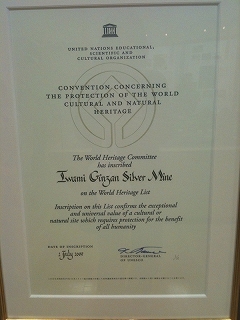 UNITED NATIONS EDUCATIONAL,
SCIENTIFIC AND
CULTURAL ORGANIZATION
CONVENTION CONCERNING
THE PROTECTION OF THE WORLD
CULTURAL AND NATURAL
HERITAGE
The World Heritage Committee
has inscribed
Iwami Ginzan Silver Mine
on the World Heritage List
Inscription on this List confirms the exceptional
and universal value of a cultural or
natural site which requires protection for the benefit
of all humanity
DATE OF INSCRIPTION
DIRECTOR-GENERAL
OF UNESCO